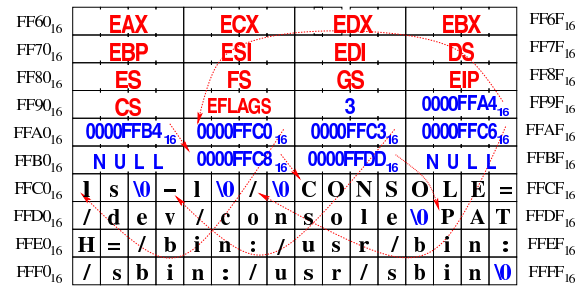 FF60₁₆ EAX ECX EDX EBX FF6F₁₆
FF70₁₆ EBP ESI EDI DS FF7F₁₆
FF80₁₆ ES FS GS EIP FF8F₁₆
FF90₁₆ CS EFLAGS 3 0000FFA4₁₆ FF9F₁₆
FFA0₁₆ 0000FFB4₁₆ 0000FFC0₁₆ 0000FFC3₁₆ 0000FFC6₁₆ FFAF₁₆
FFB0₁₆ N U L L 0000FFC8₁₆ 0000FFDD₁₆ N U L L FFBF₁₆
FFC0₁₆ l s \0 - l \0 / \0 C O N S O L E = FFCF₁₆
FFD0₁₆ / d e v / c o n s o l e \0 P A T FFDF₁₆
FFE0₁₆ H = / b i n : / u s r / b i n : FFEF₁₆
FFF0₁₆ / s b i n : / u s r / s b i n \0 FFFF₁₆